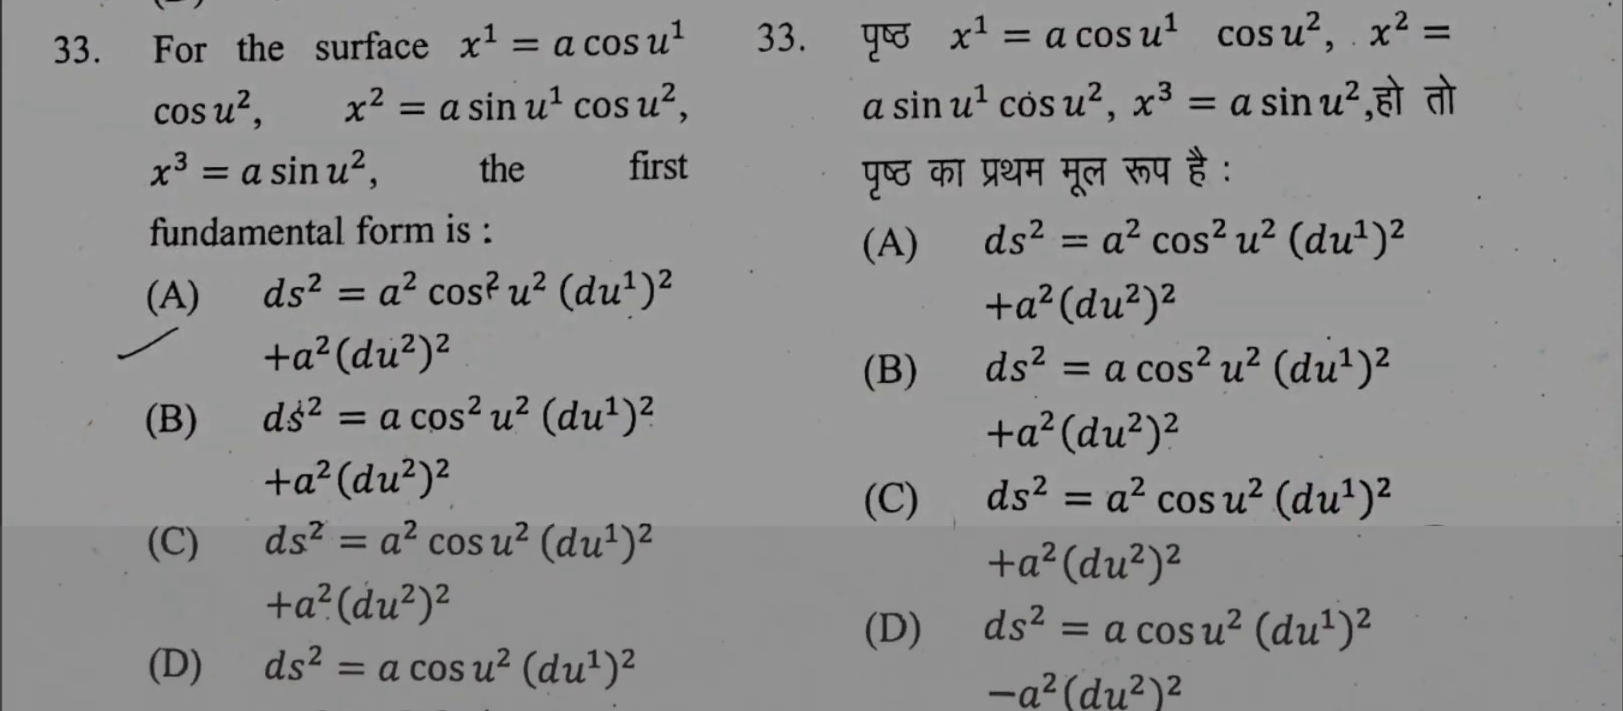 33. For the surface x¹ = a cos u¹
cos u², x² = a sin u¹ cos u²,
x³ = a sin u², the first
fundamental form is :
(A) ds² = a² cos² u² (du¹)²
+a²(du²)²
(B) ds² = a cos² u² (du¹)²
+a²(du²)²
(C) ds² = a² cos u² (du¹)²
+a²(du²)²
(D) ds² = a cos u² (du¹)²
33. पृष्ठ x¹ = a cos u¹ cos u², x² =
a sin u¹ cos u², x³ = a sin u²,हो तो
पृष्ठ का प्रथम मूल रूप है :
(A) ds² = a² cos² u² (du¹)²
+a²(du²)²
(B) ds² = a cos² u² (du¹)²
+a²(du²)²
(C) ds² = a² cos u² (du¹)²
+a²(du²)²
(D) ds² = a cos u² (du¹)²
−a²(du²)²